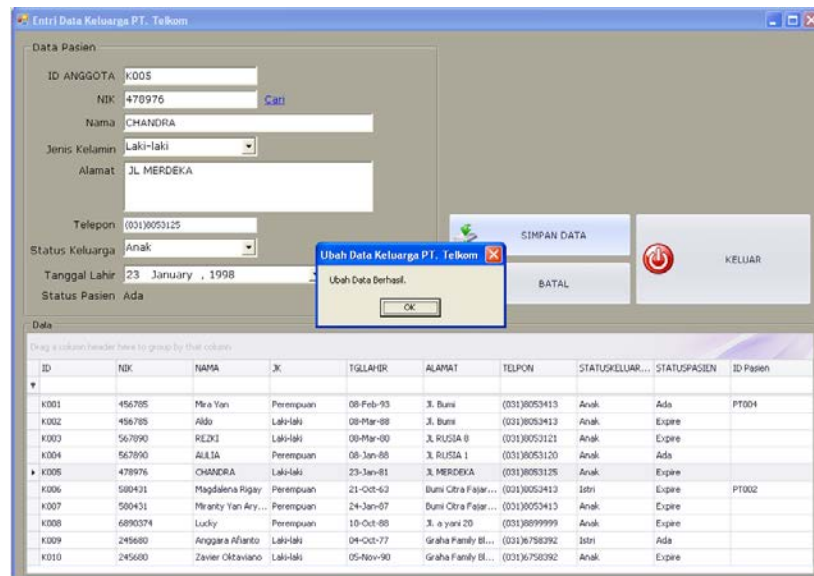 Entri Data Keluarga PT. Telkom
Data Pasien
ID ANGGOTA K005
NIK 478976 Cari
Nama CHANDRA
Jenis Kelamin Laki-laki
Alamat JL MERDEKA
Telepon (031)8053125
Status Keluarga Anak
Tanggal Lahir 23 January , 1998
Status Pasien Ada
SIMPAN DATA
BATAL
KELUAR
Ubah Data Keluarga PT. Telkom
Ubah Data Berhasil.
OK
Data
Drag a column header here to group by that column
ID NIK NAMA JK TGLLAHIR ALAMAT TELPON STATUSKELUAR... STATUSPASIEN ID Pasien
K001 456785 Mira Yan Perempuan 08-Feb-93 Jl. Bumi (031)8053413 Anak Ada PT004
K002 456785 Aldo Laki-laki 08-Mar-88 Jl. Bumi (031)8053413 Anak Expire
K003 567890 REZKI Laki-laki 08-Mar-80 JL RUSIA 8 (031)8053121 Anak Expire
K004 567890 AULIA Perempuan 08-Jan-88 JL RUSIA 1 (031)8053120 Anak Ada
K005 478976 CHANDRA Laki-laki 23-Jan-81 JL MERDEKA (031)8053125 Anak Expire
K006 580431 Magdalena Rigay Perempuan 21-Oct-63 Bumi Citra Fajar... (031)8053413 Istri Expire PT002
K007 580431 Miranty Yan Ary... Perempuan 24-Jan-87 Bumi Citra Fajar... (031)8053413 Anak Expire
K008 6890374 Lucky Perempuan 10-Oct-88 Jl. a yani 20 (031)8899999 Anak Expire
K009 245680 Anggara Afianto Laki-laki 04-Oct-77 Graha Family Bl... (031)6758392 Istri Ada
K010 245680 Zavier Oktaviano Laki-laki 05-Nov-90 Graha Family Bl... (031)6758392 Anak Expire